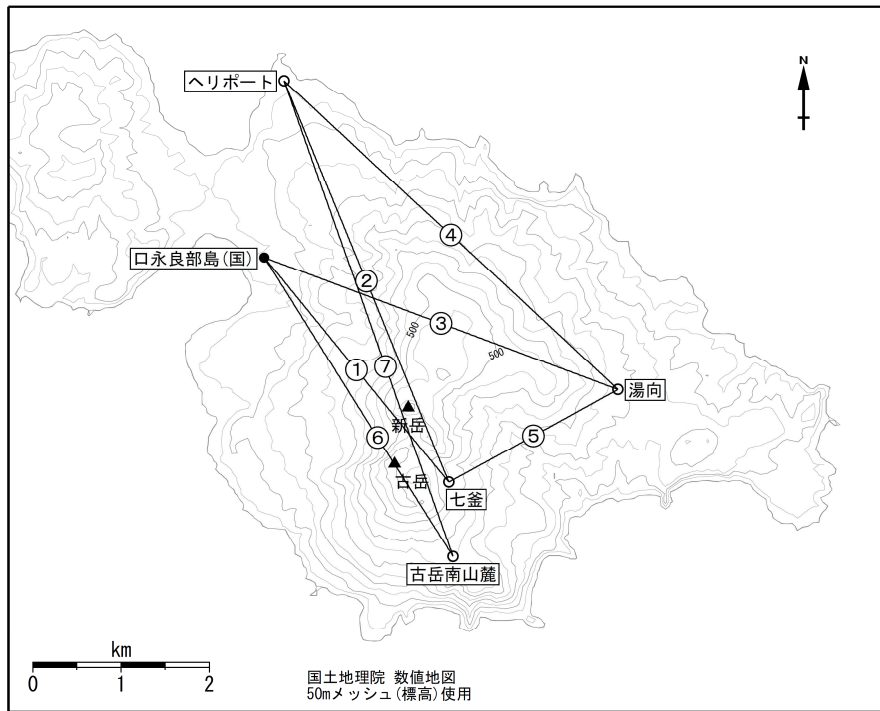 N
ヘリポート
④
口永良部島(国)
②
③
500
500
①
⑦
湯向
新岳
⑥
⑤
古岳
七釜
古岳南山麓
km
0 1 2
国土地理院 数値地図
50mメッシュ(標高)使用